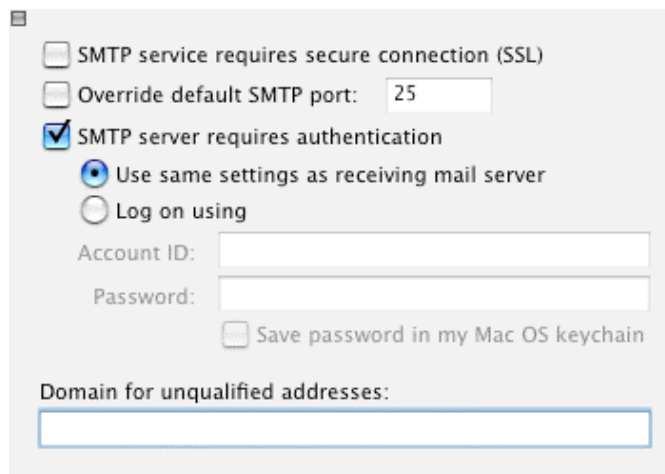 SMTP service requires secure connection (SSL)
Override default SMTP port: 25
SMTP server requires authentication
Use same settings as receiving mail server
Log on using
Account ID:
Password:
Save password in my Mac OS keychain
Domain for unqualified addresses: